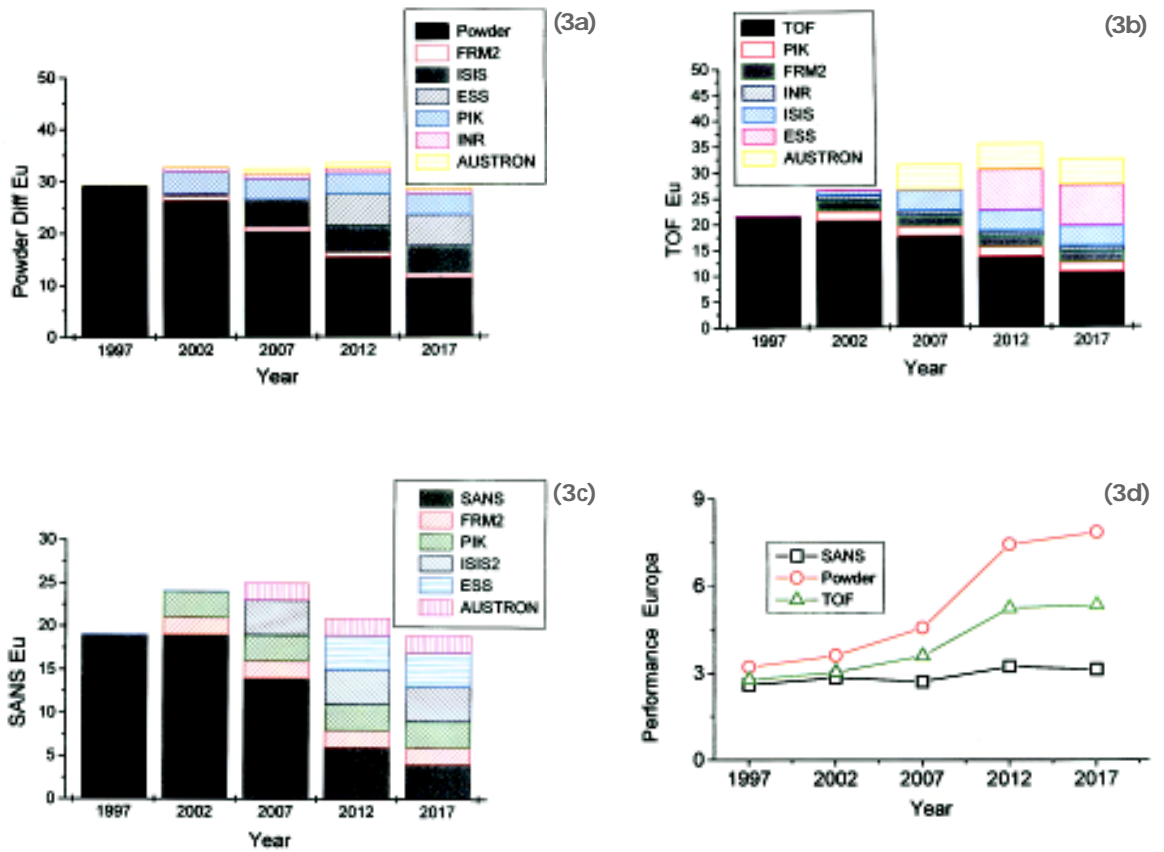 (3a)
Powder
FRM2
ISIS
ESS
PIK
INR
AUSTRON
50
40
30
20
10
0
Powder Diff Eu
1997 2002 2007 2012 2017
Year
(3b)
TOF
PIK
FRM2
INR
ISIS
ESS
AUSTRON
50
45
40
35
30
25
20
15
10
5
0
TOF Eu
1997 2002 2007 2012 2017
Year
(3c)
SANS
FRM2
PIK
ISIS2
ESS
AUSTRON
30
25
20
15
10
5
0
SANS Eu
1997 2002 2007 2012 2017
Year
(3d)
SANS
Powder
TOF
9
6
3
0
Performance Europa
1997 2002 2007 2012 2017
Year